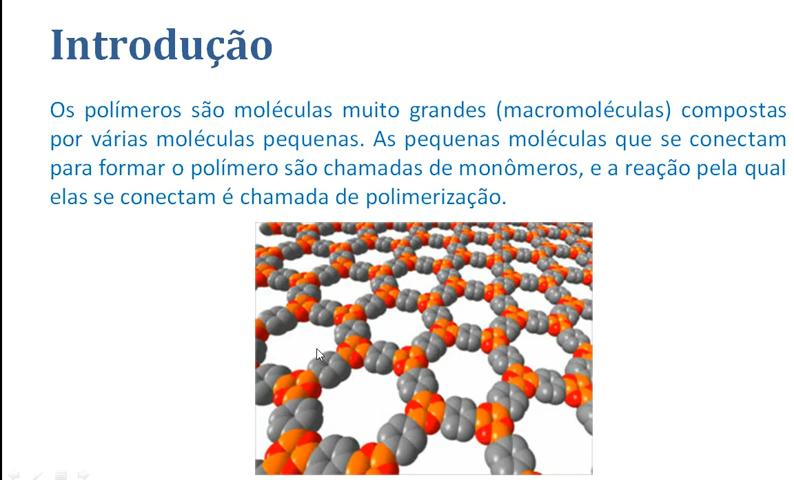 Introdução
Os polímeros são moléculas muito grandes (macromoléculas) compostas
por várias moléculas pequenas. As pequenas moléculas que se conectam
para formar o polímero são chamadas de monômeros, e a reação pela qual
elas se conectam é chamada de polimerização.